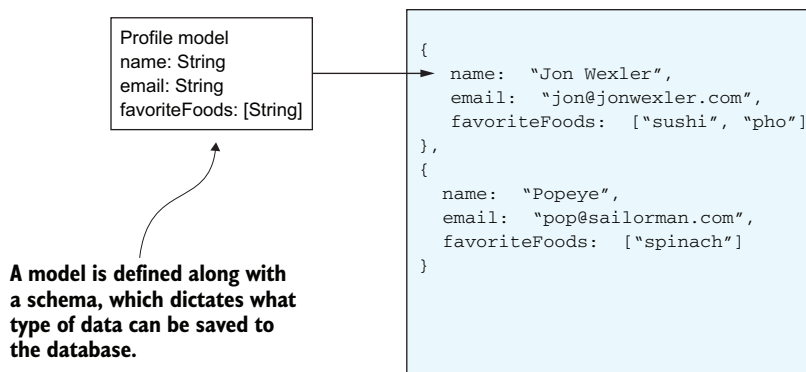 Profile model
name: String
email: String
favoriteFoods: [String]
{
name: “Jon Wexler”,
email: “jon@jonwexler.com”,
favoriteFoods: [“sushi”, “pho”]
},
{
name: “Popeye”,
email: “pop@sailorman.com”,
favoriteFoods: [“spinach”]
}
A model is defined along with
a schema, which dictates what
type of data can be saved to
the database.